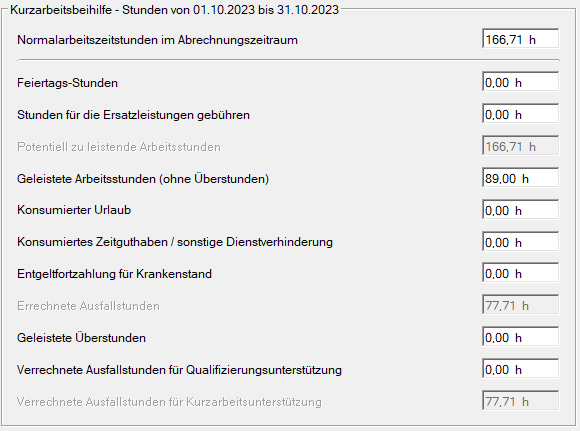 Kurzarbeitsbeihilfe - Stunden von 01.10.2023 bis 31.10.2023
Normalarbeitszeitstunden im Abrechnungszeitraum 166,71 h
Feiertags-Stunden 0,00 h
Stunden für die Ersatzleistungen gebühren 0,00 h
Potentiell zu leistende Arbeitsstunden 166,71 h
Geleistete Arbeitsstunden (ohne Überstunden) 89,00 h
Konsumierter Urlaub 0,00 h
Konsumiertes Zeitguthaben / sonstige Dienstverhinderung 0,00 h
Entgeltfortzahlung für Krankenstand 0,00 h
Errechnete Ausfallstunden 77,71 h
Geleistete Überstunden 0,00 h
Verrechnete Ausfallstunden für Qualifizierungsunterstützung 0,00 h
Verrechnete Ausfallstunden für Kurzarbeitsunterstützung 77,71 h